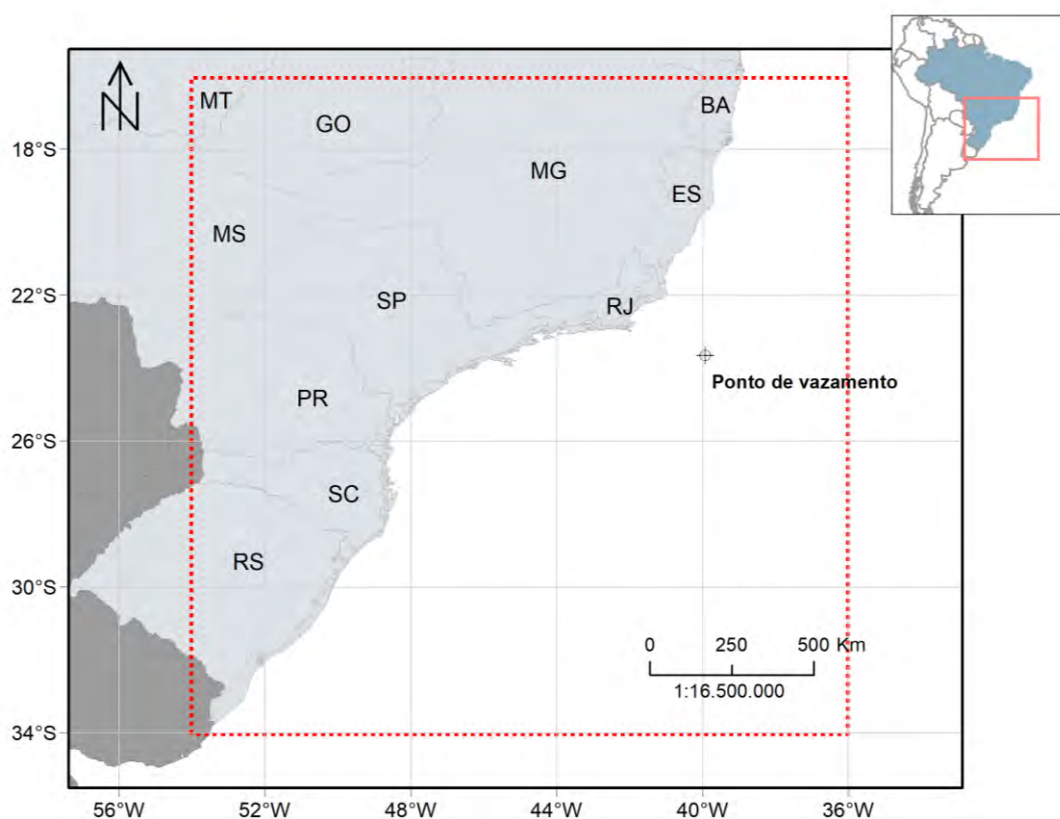 N
MT
GO
BA
18°S
MG
ES
MS
22°S
SP
RJ
Ponto de vazamento
PR
26°S
SC
RS
30°S
0 250 500 Km
1:16.500.000
34°S
56°W 52°W 48°W 44°W 40°W 36°W